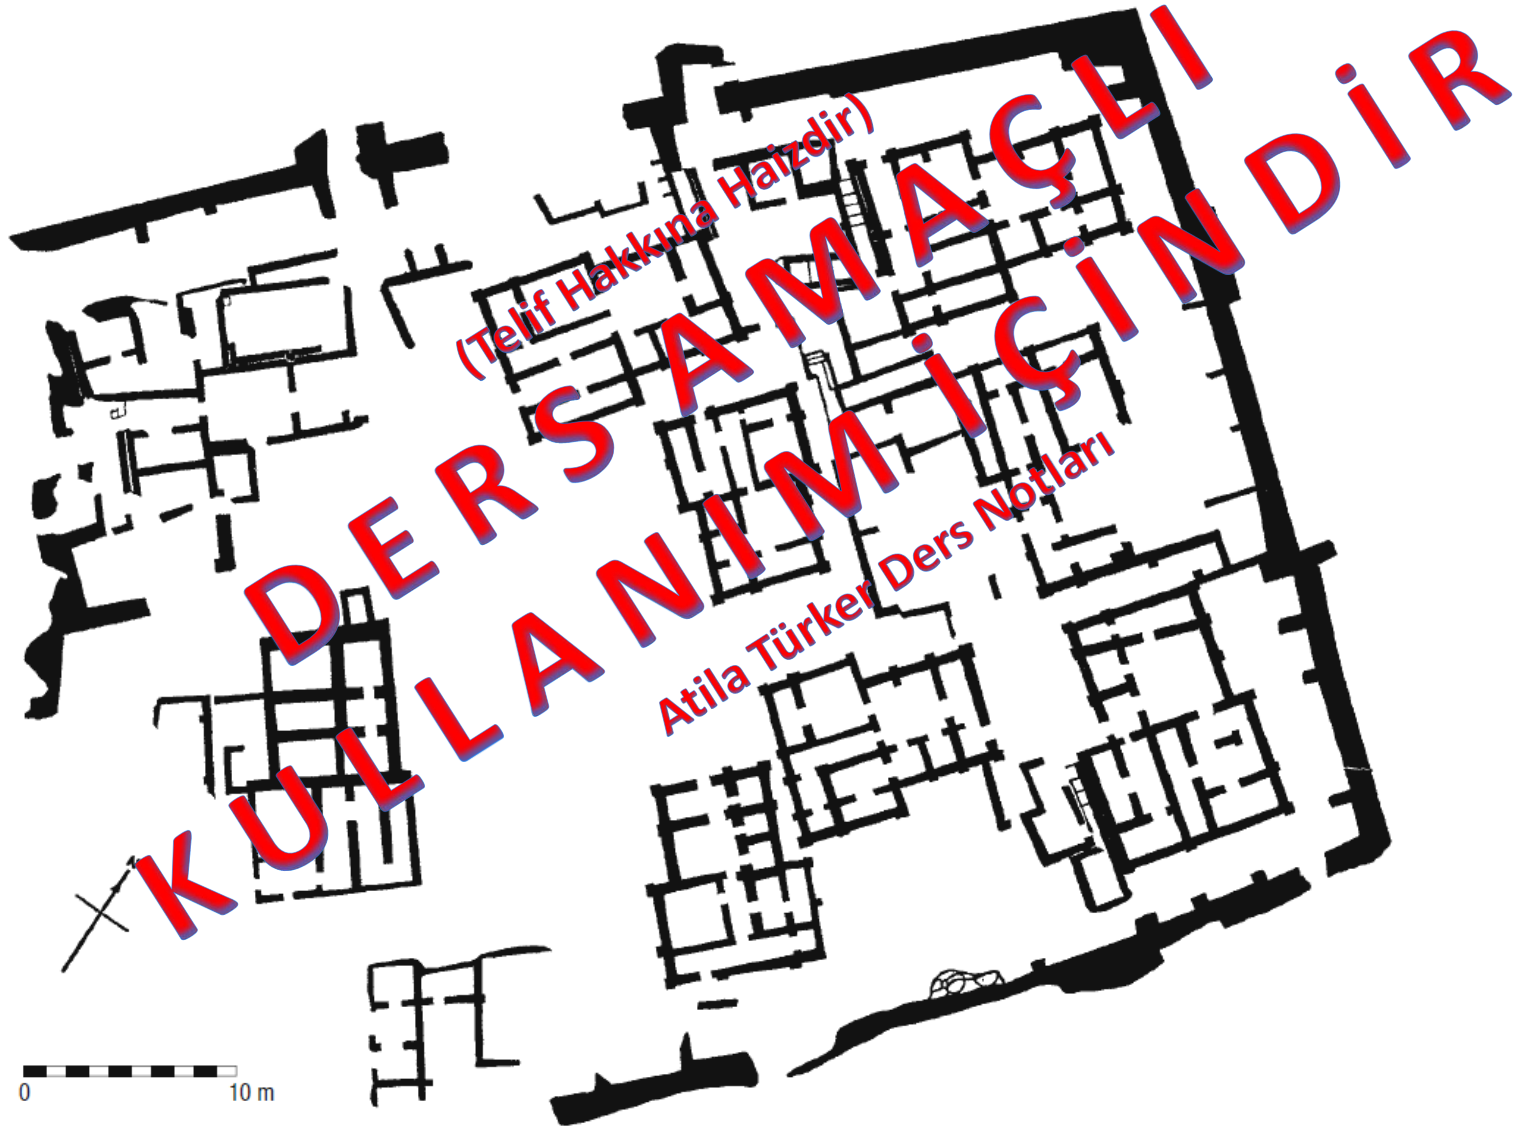 DERS AMAÇLI
KULLANIM İÇİNDİR
(Telif Hakkına Haizdir)
Atila Türker Ders Notları
N
0 10 m